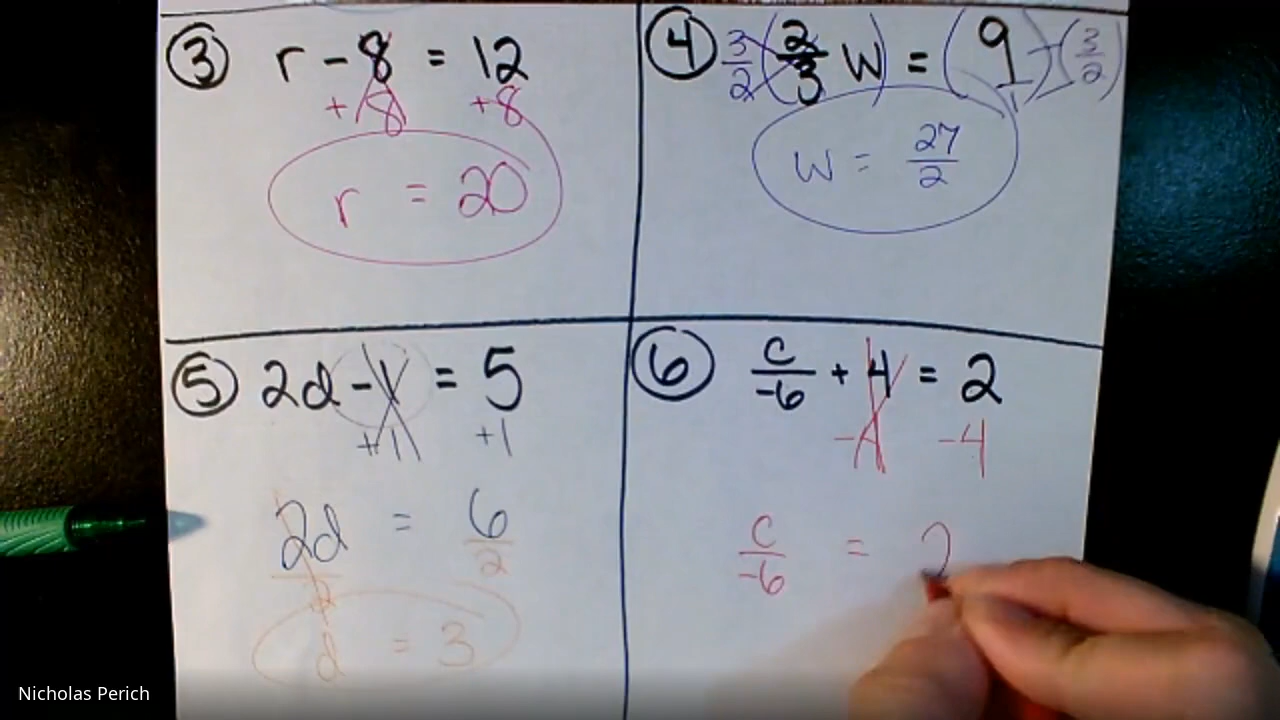 ③ r - 8 = 12
+8 +8
r = 20
④ 3/2 (2/3 w) = (9/1) (3/2)
w = 27/2
⑤ 2d - 1 = 5
+1 +1
2d/2 = 6/2
d = 3
⑥ c/-6 + 4 = 2
-4 -4
c/-6 = 2
Nicholas Perich